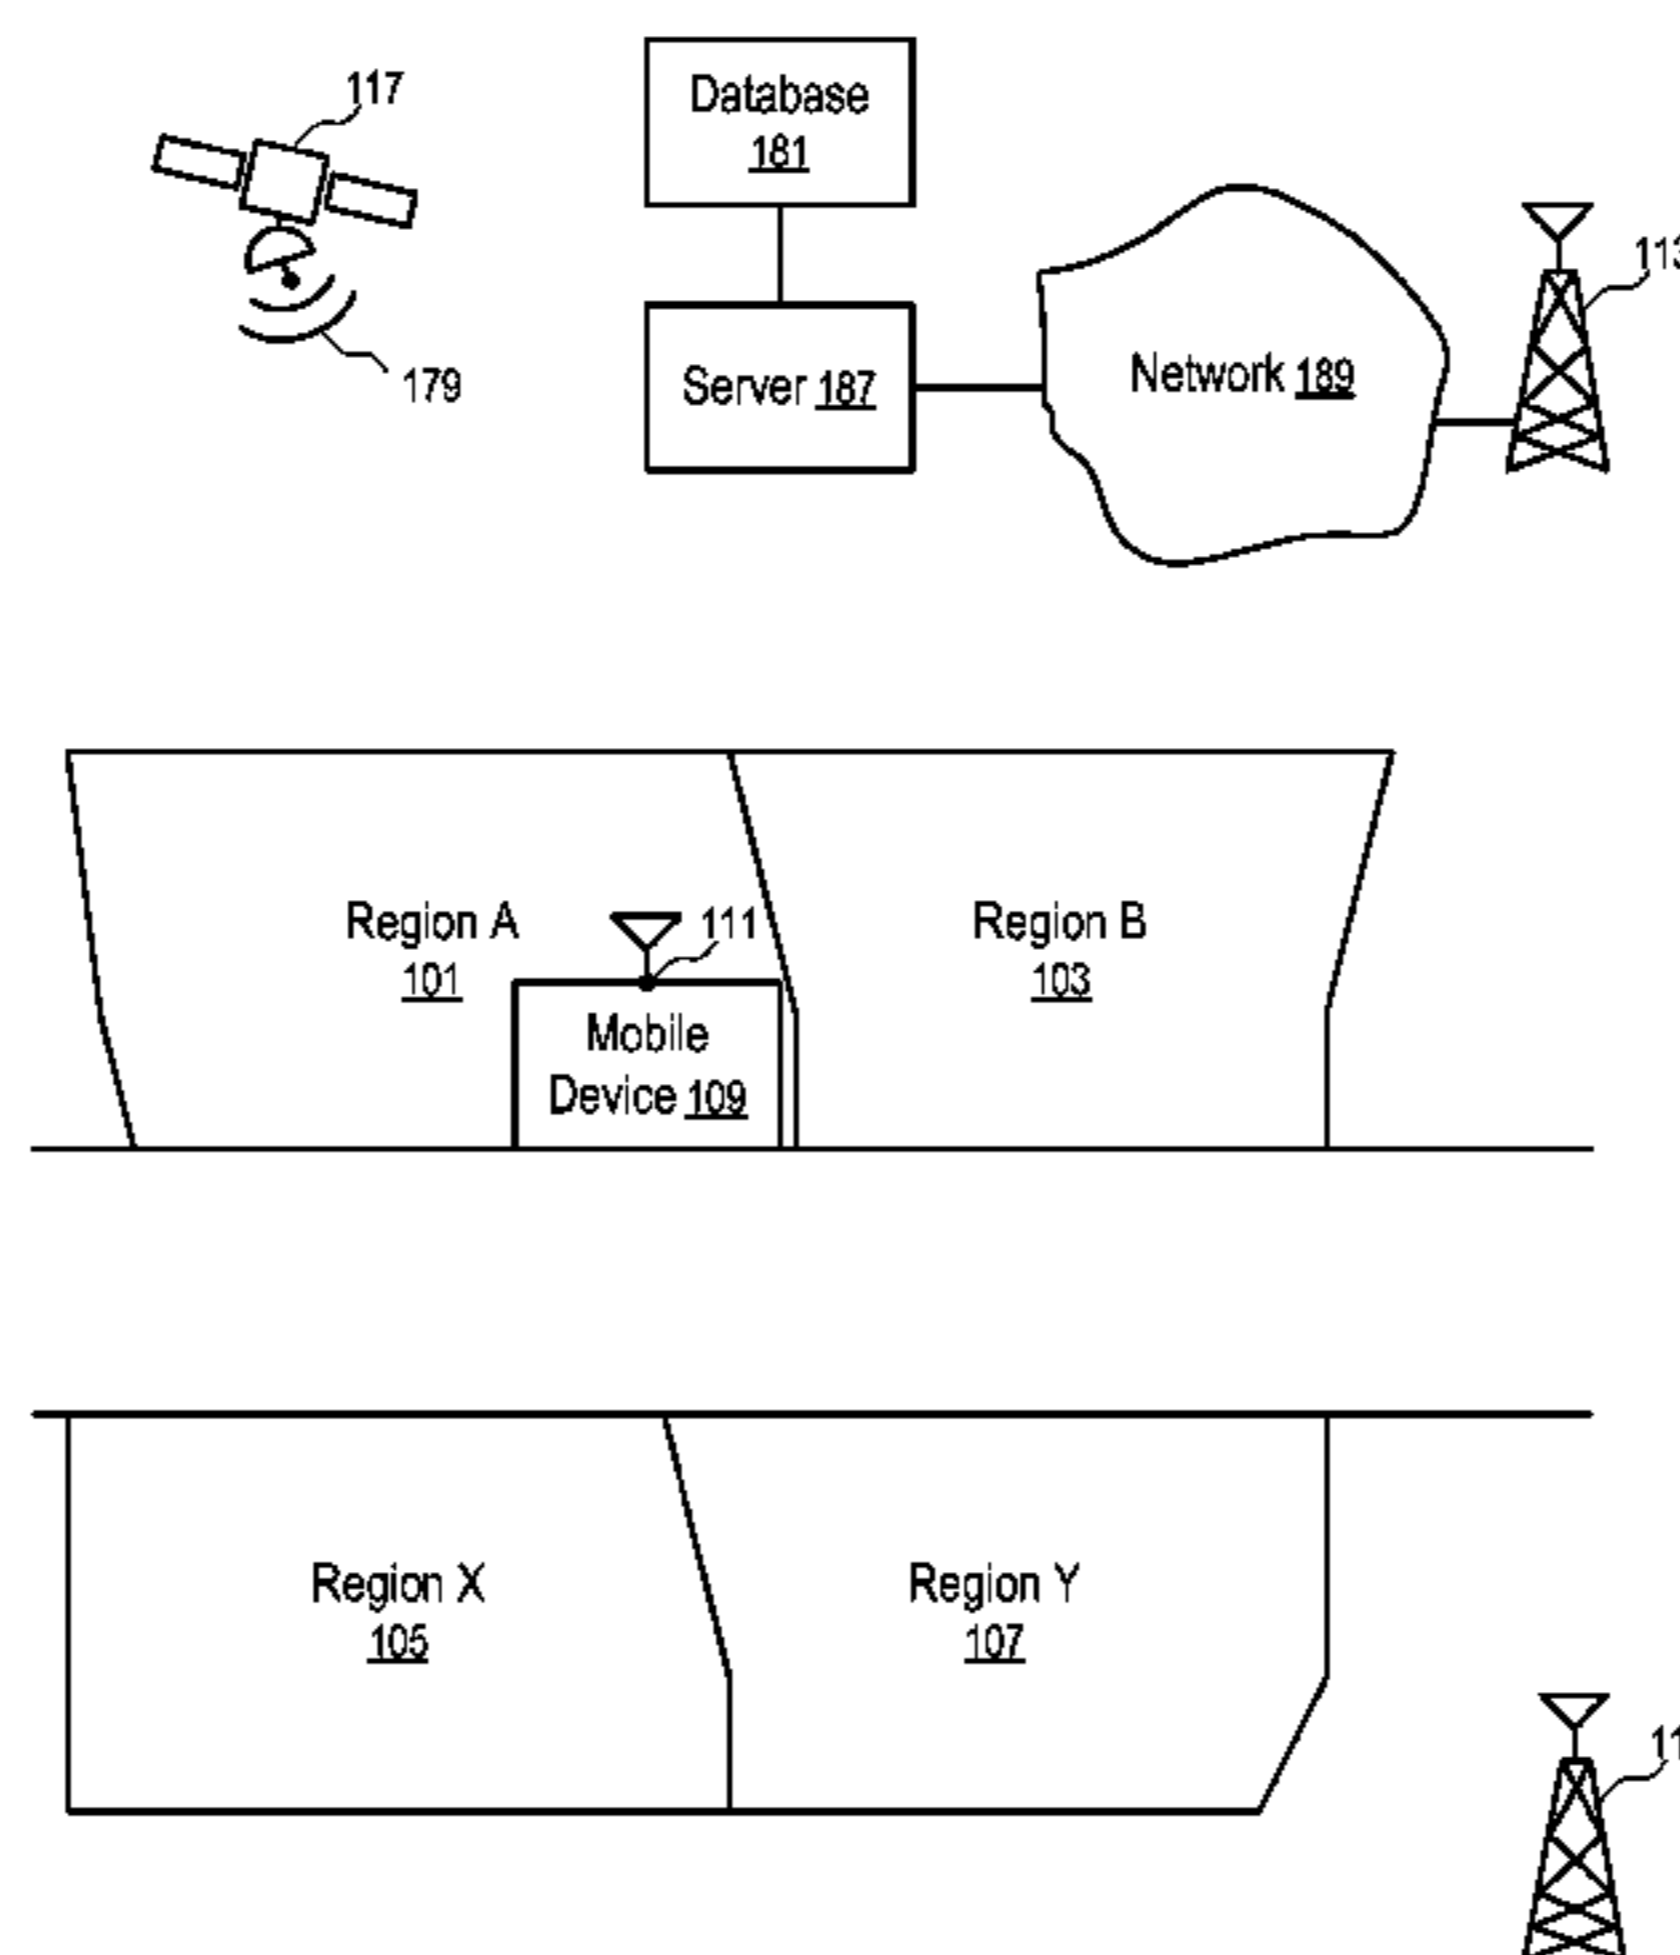 117
Database
181
113
179
Server 187
Network 189
Region A
101
111
Region B
103
Mobile
Device 109
Region X
105
Region Y
107